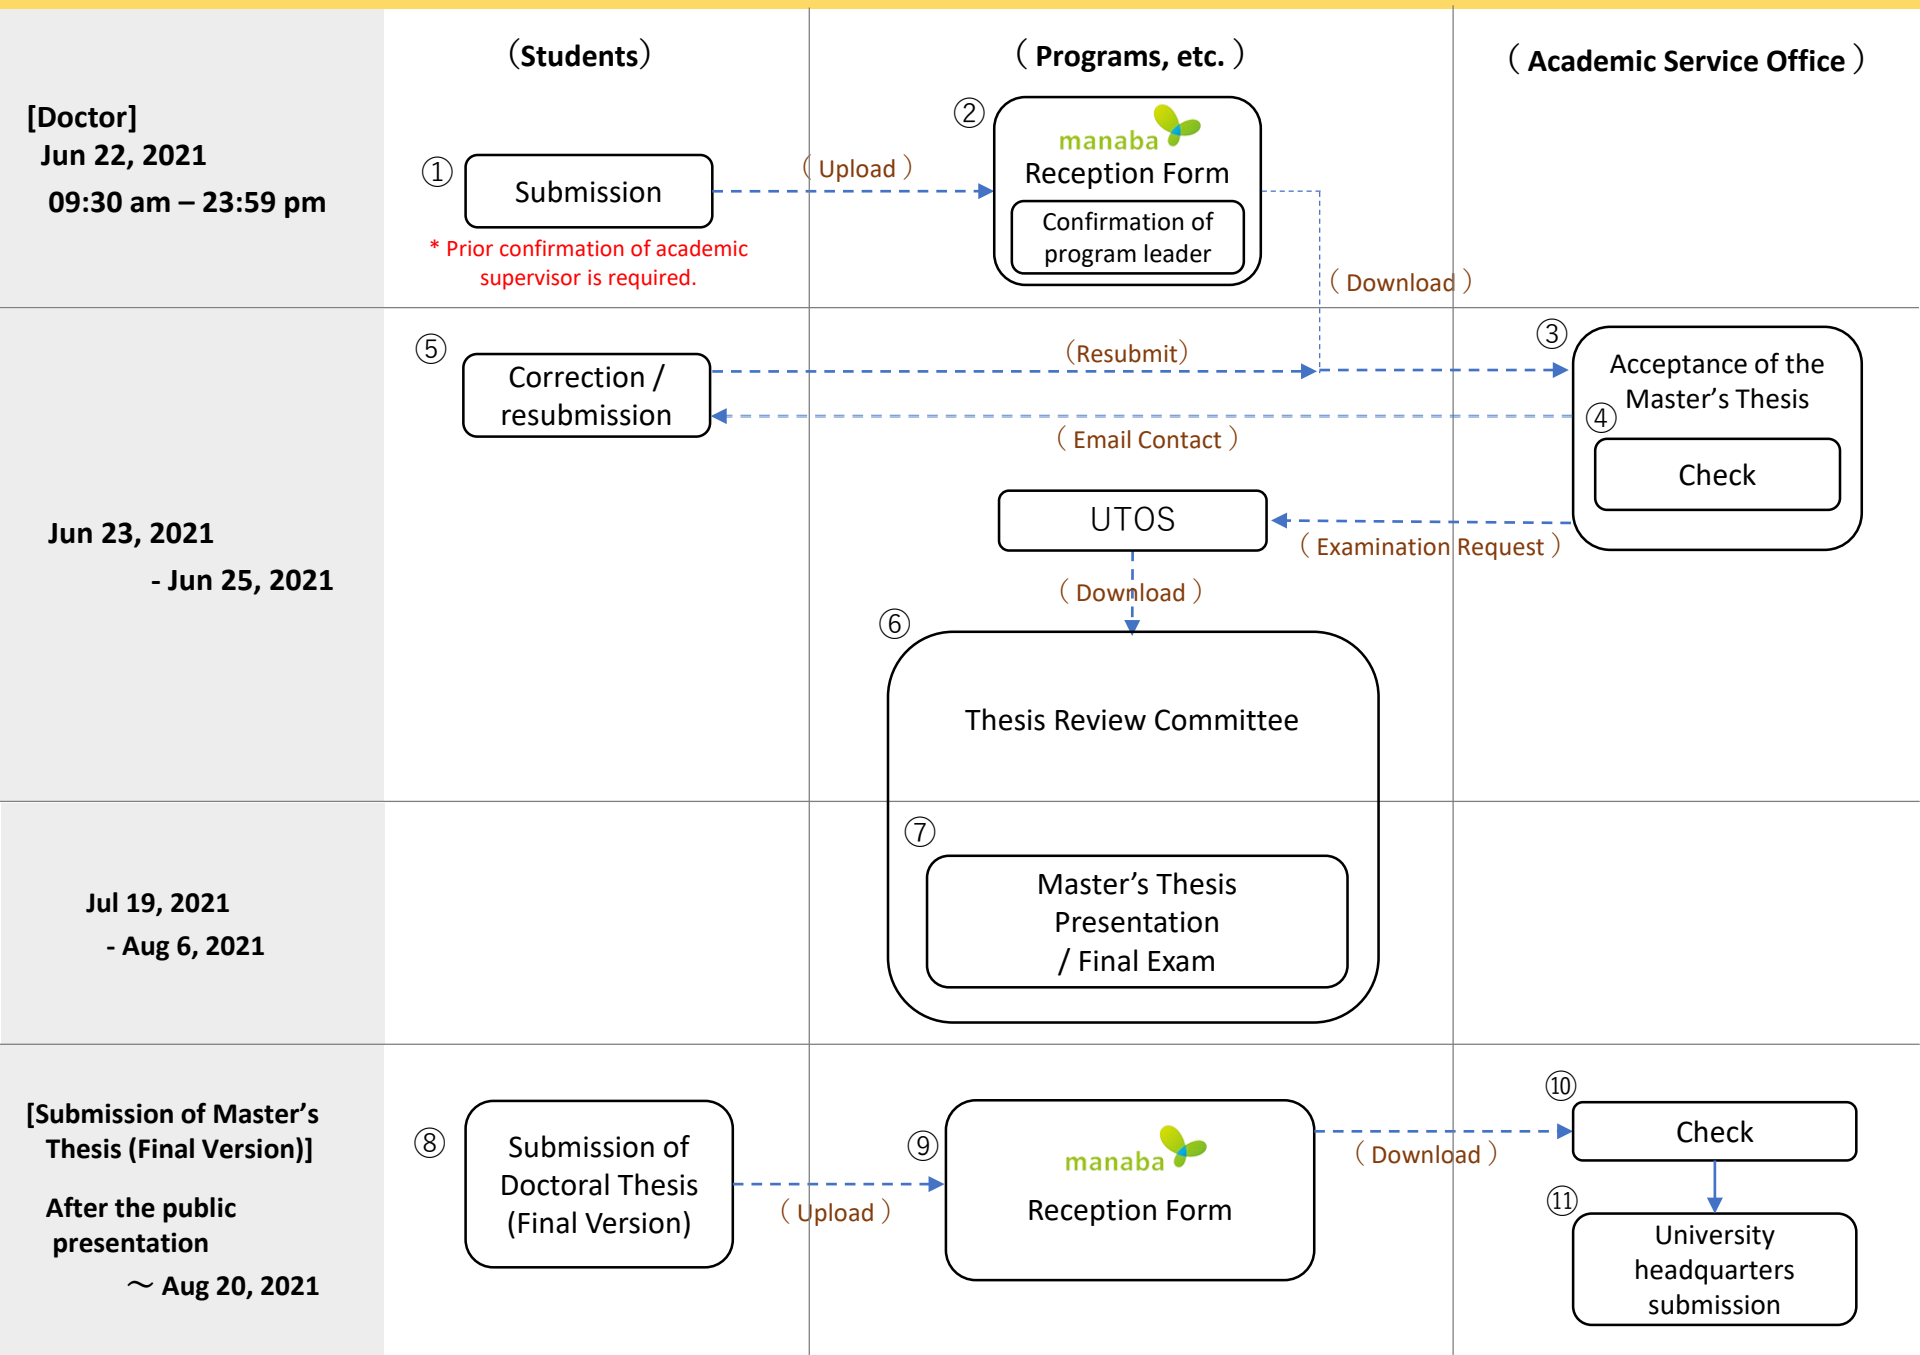 （Students）
（ Programs, etc. ）
（ Academic Service Office ）
[Doctor]
Jun 22, 2021
09:30 am – 23:59 pm
①
Submission
* Prior confirmation of academic
supervisor is required.
（ Upload ）
②
manaba
Reception Form
Confirmation of
program leader
（ Download ）
Jun 23, 2021
- Jun 25, 2021
⑤
Correction /
resubmission
（Resubmit）
（ Email Contact ）
③
Acceptance of the
Master’s Thesis
④
Check
UTOS
（ Examination Request ）
（ Download ）
⑥
Thesis Review Committee
Jul 19, 2021
- Aug 6, 2021
⑦
Master’s Thesis
Presentation
/ Final Exam
[Submission of Master’s
Thesis (Final Version)]
After the public
presentation
～ Aug 20, 2021
⑧
Submission of
Doctoral Thesis
(Final Version)
（ Upload ）
⑨
manaba
Reception Form
（ Download ）
⑩
Check
⑪
University
headquarters
submission